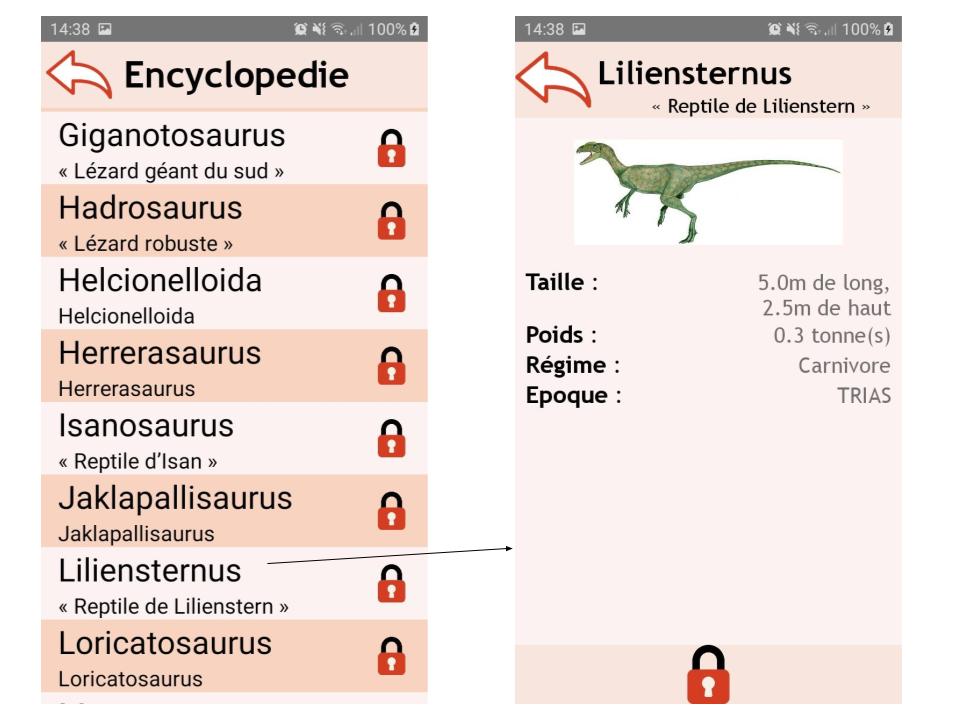 14:38 100%
Encyclopedie
Giganotosaurus
« Lézard géant du sud »
Hadrosaurus
« Lézard robuste »
Helcionelloida
Helcionelloida
Herrerasaurus
Herrerasaurus
Isanosaurus
« Reptile d’Isan »
Jaklapallisaurus
Jaklapallisaurus
Liliensternus
« Reptile de Lilienstern »
Loricatosaurus
Loricatosaurus
14:38 100%
Liliensternus
« Reptile de Lilienstern »
Taille : 5.0m de long,
2.5m de haut
Poids : 0.3 tonne(s)
Régime : Carnivore
Epoque : TRIAS